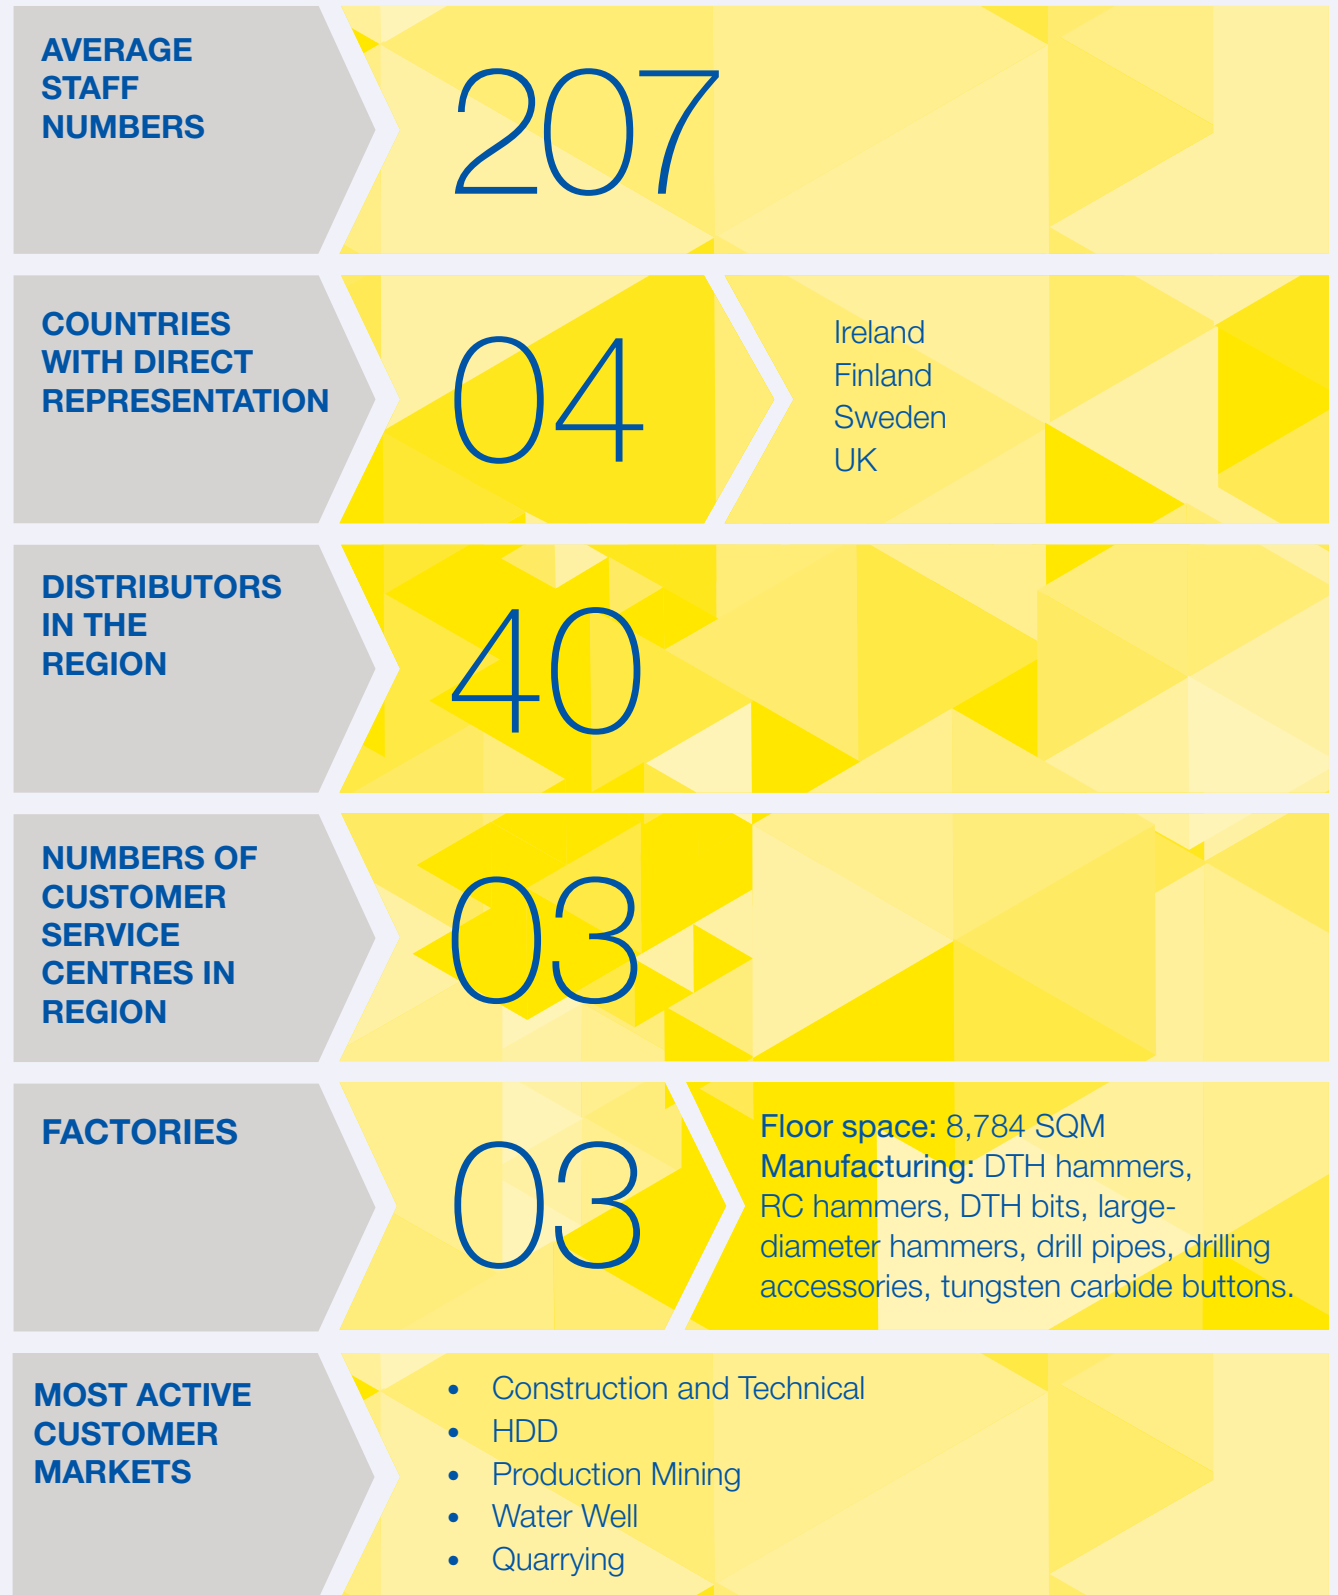 AVERAGE
STAFF
NUMBERS
207
COUNTRIES
WITH DIRECT
REPRESENTATION
04
Ireland
Finland
Sweden
UK
DISTRIBUTORS
IN THE
REGION
40
NUMBERS OF
CUSTOMER
SERVICE
CENTRES IN
REGION
03
FACTORIES
03
Floor space: 8,784 SQM
Manufacturing: DTH hammers,
RC hammers, DTH bits, large-
diameter hammers, drill pipes, drilling
accessories, tungsten carbide buttons.
MOST ACTIVE
CUSTOMER
MARKETS
• Construction and Technical
• HDD
• Production Mining
• Water Well
• Quarrying